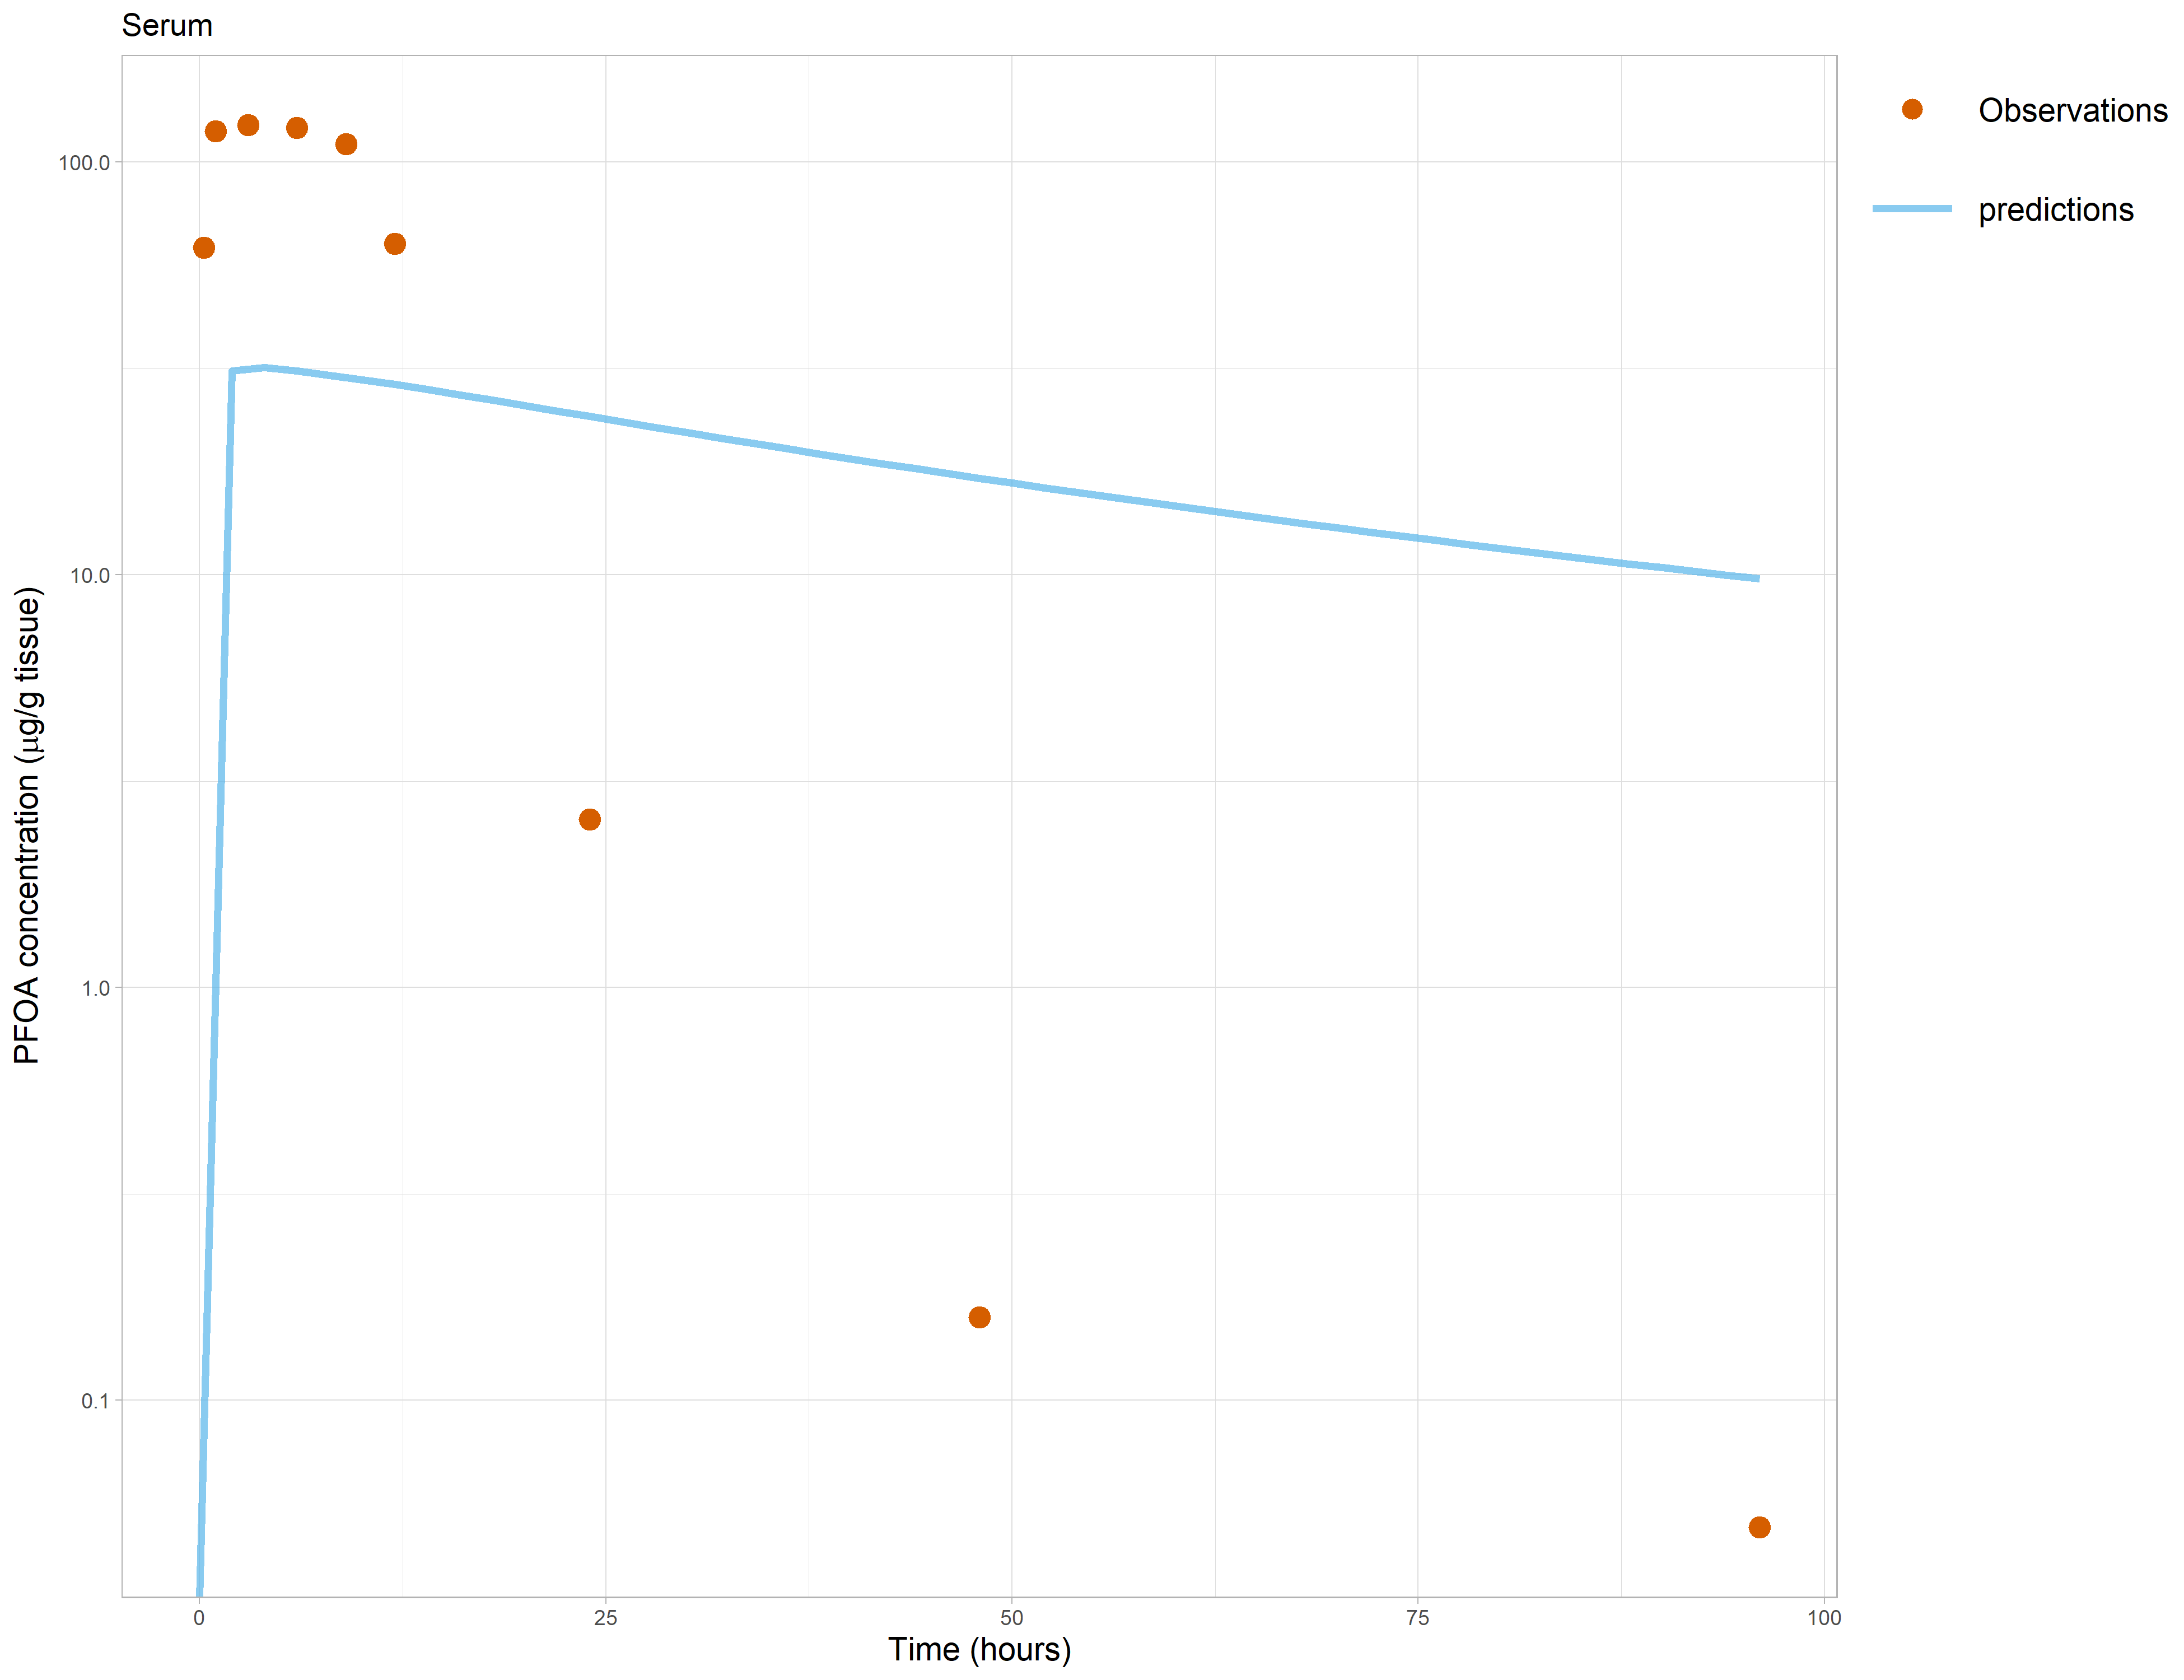 Serum
Observations
predictions
PFOA concentration (μg/g tissue)
100.0
10.0
1.0
0.1
0
25
50
75
100
Time (hours)